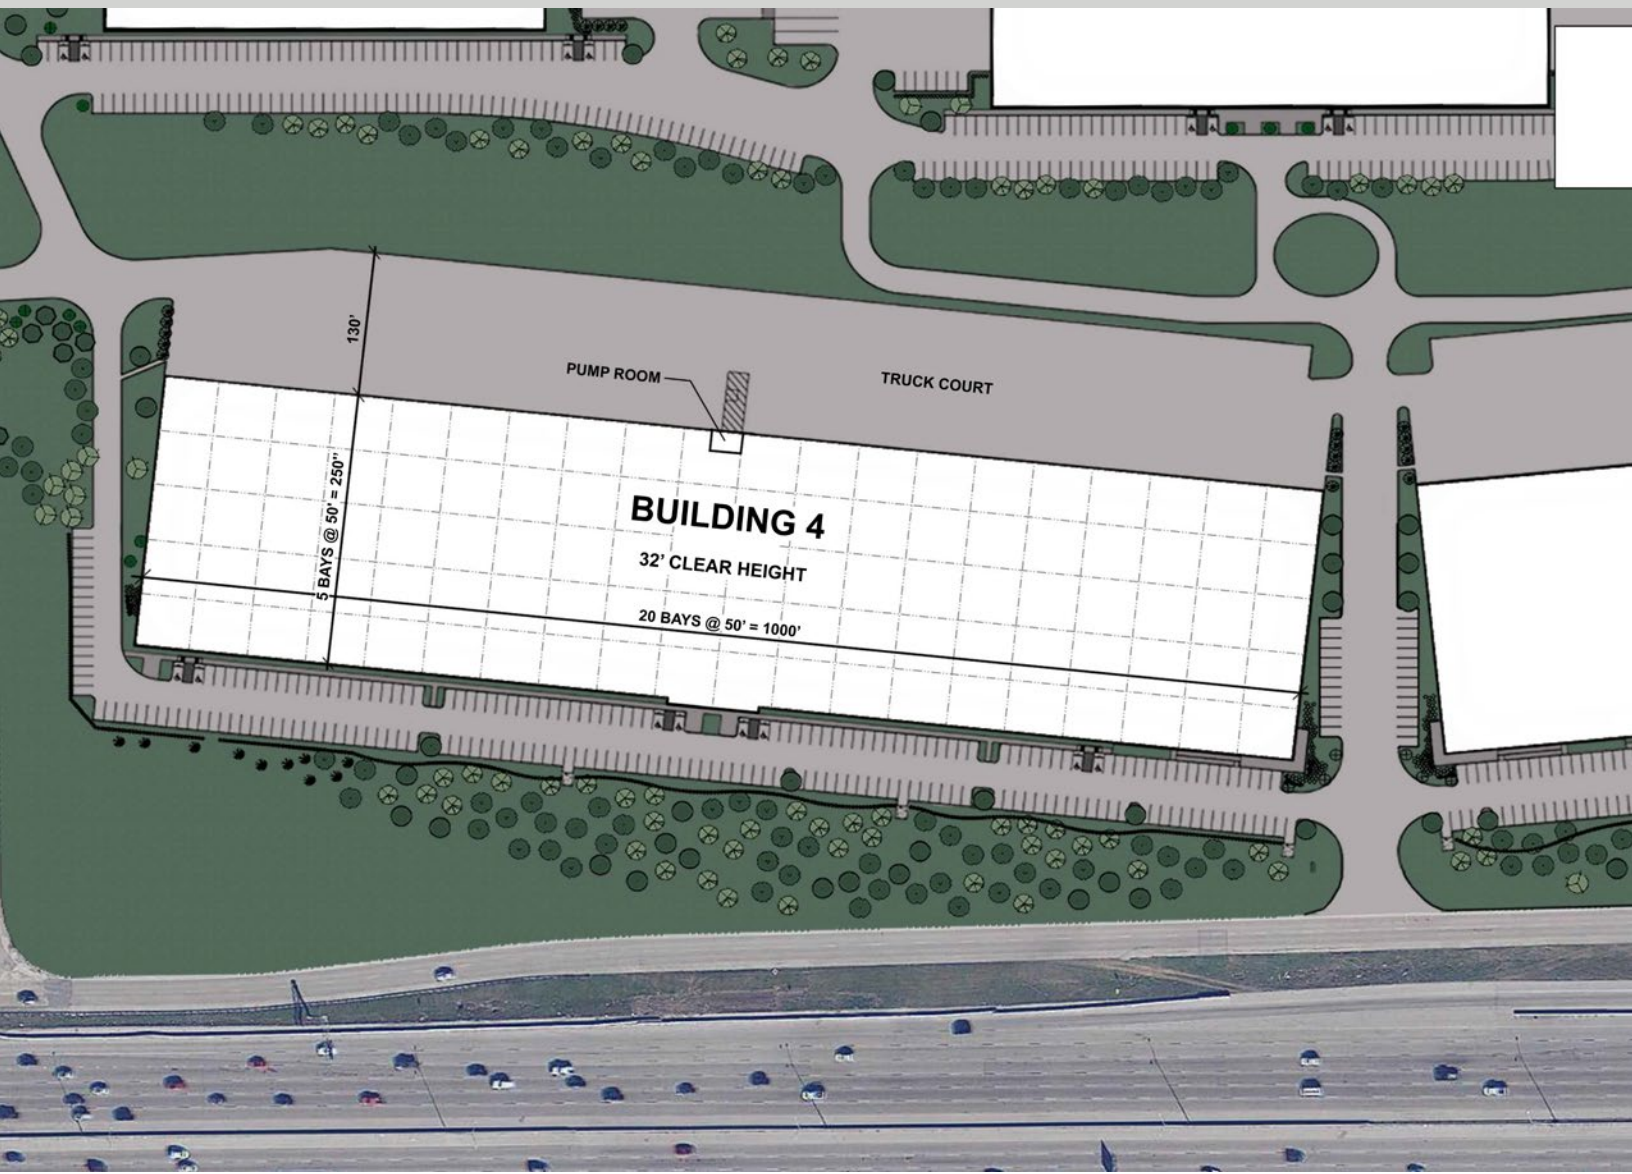 130'
PUMP ROOM
TRUCK COURT
5 BAYS @ 50' = 250"
BUILDING 4
32' CLEAR HEIGHT
20 BAYS @ 50' = 1000'